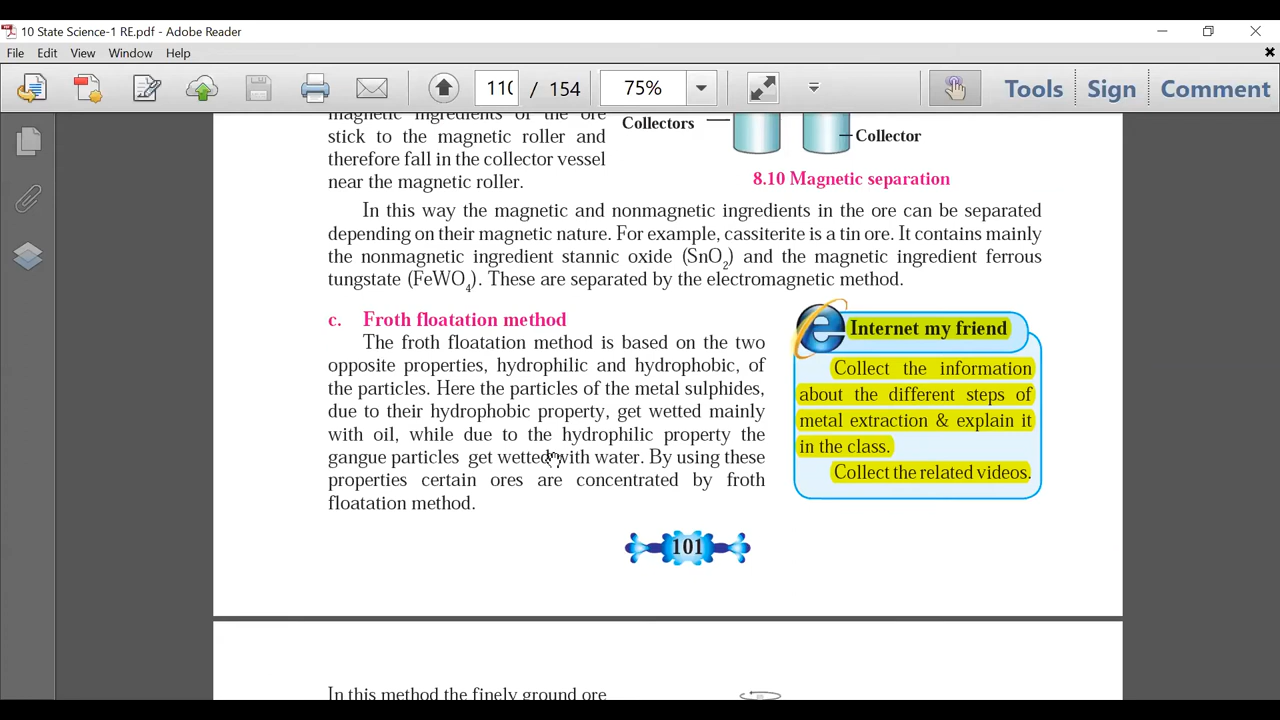 10 State Science-1 RE.pdf - Adobe Reader
File Edit View Window Help
110 / 154 75% Tools Sign Comment
magnetic ingredients of the ore
stick to the magnetic roller and
therefore fall in the collector vessel
near the magnetic roller.
Collectors
Collector
8.10 Magnetic separation
In this way the magnetic and nonmagnetic ingredients in the ore can be separated
depending on their magnetic nature. For example, cassiterite is a tin ore. It contains mainly
the nonmagnetic ingredient stannic oxide (SnO2) and the magnetic ingredient ferrous
tungstate (FeWO4). These are separated by the electromagnetic method.
c. Froth floatation method
The froth floatation method is based on the two
opposite properties, hydrophilic and hydrophobic, of
the particles. Here the particles of the metal sulphides,
due to their hydrophobic property, get wetted mainly
with oil, while due to the hydrophilic property the
gangue particles get wetted with water. By using these
properties certain ores are concentrated by froth
floatation method.
Internet my friend
Collect the information
about the different steps of
metal extraction & explain it
in the class.
Collect the related videos.
101
In this method the finely ground ore